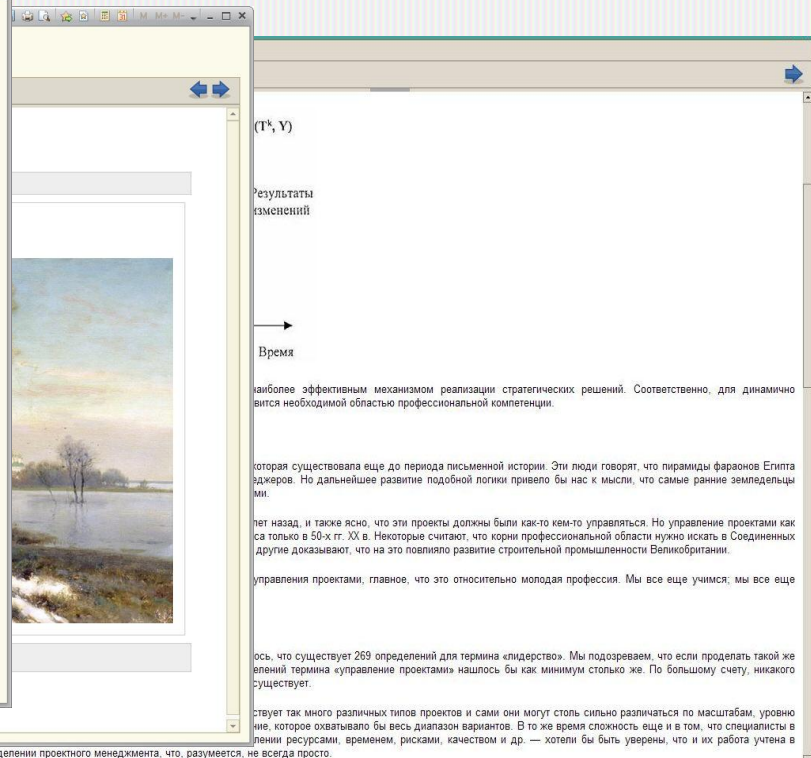 M M+ M-
(Tᵏ, Y)
Результаты
изменений
Время
наиболее эффективным механизмом реализации стратегических решений. Соответственно, для динамично
вится необходимой областью профессиональной компетенции.
которая существовала еще до периода письменной истории. Эти люди говорят, что пирамиды фараонов Египта
еджеров. Но дальнейшее развитие подобной логики привело бы нас к мысли, что самые ранние земледельцы
ми.
лет назад, и также ясно, что эти проекты должны были как-то кем-то управляться. Но управление проектами как
са только в 50-х гг. XX в. Некоторые считают, что корни профессиональной области нужно искать в Соединенных
другие доказывают, что на это повлияло развитие строительной промышленности Великобритании.
управления проектами, главное, что это относительно молодая профессия. Мы все еще учимся; мы все еще
ось, что существует 269 определений для термина «лидерство». Мы подозреваем, что если проделать такой же
елений термина «управление проектами» нашлось бы как минимум столько же. По большому счету, никакого
существует.
ствует так много различных типов проектов и сами они могут столь сильно различаться по масштабам, уровню
ние, которое охватывало бы весь диапазон вариантов. В то же время сложность еще и в том, что специалисты в
лении ресурсами, временем, рисками, качеством и др. — хотели бы быть уверены, что и их работа учтена в
делении проектного менеджмента, что, разумеется, не всегда просто.